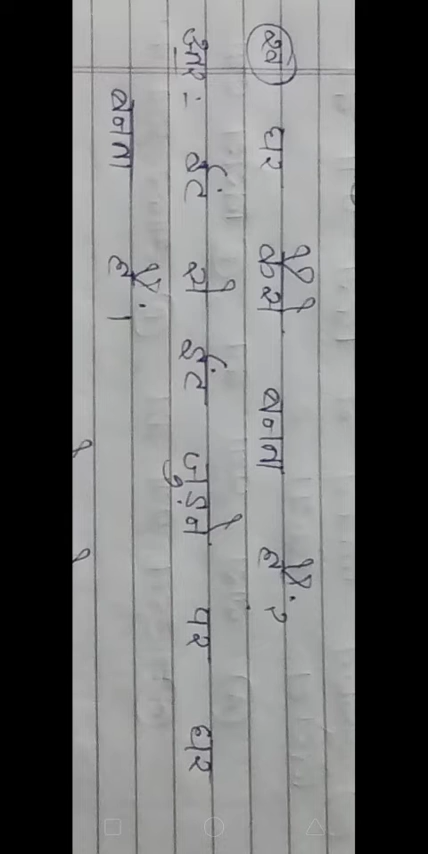 ख घर कैसे बनता हैं?
उत्तर: ईंट से ईंट जुड़ने पर घर
बनता हैं।